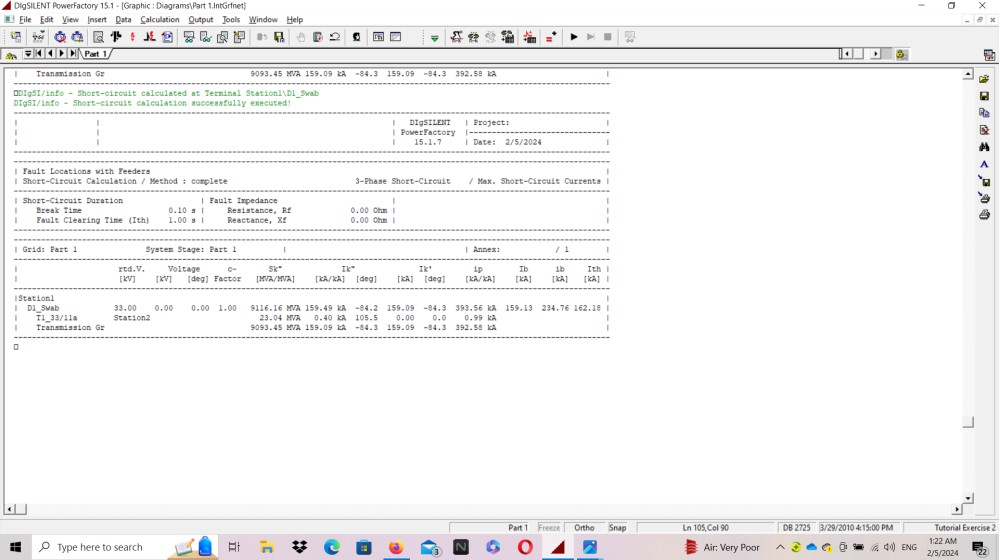 DIgSILENT PowerFactory 15.1 - [Graphic : Diagrams\Part 1.IntGrfnet]
File Edit View Insert Data Calculation Output Tools Window Help
Part 1
| Transmission Gr 9093.45 MVA 159.09 kA -84.3 159.09 -84.3 392.58 kA |
DIgSI/info - Short-circuit calculated at Terminal Station1\D1_Swab
DIgSI/info - Short-circuit calculation successfully executed!
| | | DIgSILENT | Project: |
| | | PowerFactory |
| | | 15.1.7 | Date: 2/5/2024 |
| Fault Locations with Feeders
| Short-Circuit Calculation / Method : complete 3-Phase Short-Circuit / Max. Short-Circuit Currents |
| Short-Circuit Duration | Fault Impedance |
| Break Time 0.10 s | Resistance, Rf 0.00 Ohm |
| Fault Clearing Time (Ith) 1.00 s | Reactance, Xf 0.00 Ohm |
| Grid: Part 1 System Stage: Part 1 | | Annex: / 1 |
| rtd.V. Voltage c- Sk" Ik" Ik' ip Ib ib Ith |
| [kV] [kV] [deg] Factor [MVA/MVA] [kA/kA] [deg] [kA] [deg] [kA/kA] [kA] [kA] [kA] |
|Station1 |
| D1_Swab 33.00 0.00 0.00 1.00 9116.16 MVA 159.49 kA -84.2 159.09 -84.3 393.56 kA 159.13 234.76 162.18 |
| T1_33/11a Station2 23.04 MVA 0.40 kA 105.5 0.00 0.0 0.99 kA |
| Transmission Gr 9093.45 MVA 159.09 kA -84.3 159.09 -84.3 392.58 kA |
Part 1 Freeze Ortho Snap Ln 105,Col 90 DB 2725 3/29/2010 4:15:00 PM Tutorial Exercise 2
Type here to search
3
Air: Very Poor
ENG
1:22 AM
2/5/2024
22